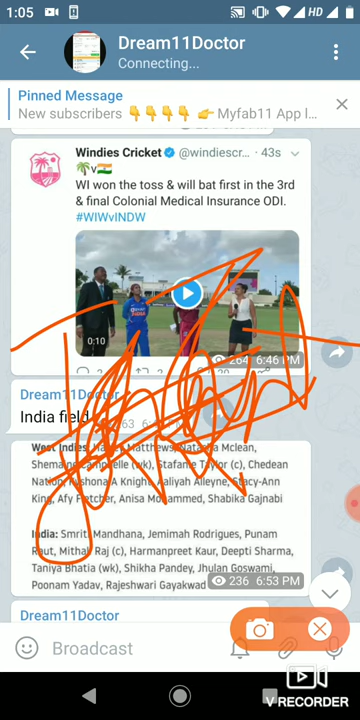 1:05
HD
Dream11Doctor
Connecting...
Pinned Message
New subscribers 👇👇👇👇 👉 Myfab11 App l...
Windies Cricket @windiescr... · 43s
🌴v🇮🇳
WI won the toss & will bat first in the 3rd
& final Colonial Medical Insurance ODI.
#WIWvINDW
0:10
264 6:46 PM
Dream11Doctor
India field
West Indies: Matthews, Natasha Mclean,
Shemaine Campbelle (wk), Stafanie Taylor (c), Chedean
Nation, Kyshona A Knight, Aaliyah Alleyne, Stacy-Ann
King, Afy Fletcher, Anisa Mohammed, Shabika Gajnabi
India: Smriti Mandhana, Jemimah Rodrigues, Punam
Raut, Mithali Raj (c), Harmanpreet Kaur, Deepti Sharma,
Taniya Bhatia (wk), Shikha Pandey, Jhulan Goswami,
Poonam Yadav, Rajeshwari Gayakwad
236 6:53 PM
Dream11Doctor
Broadcast
V RECORDER